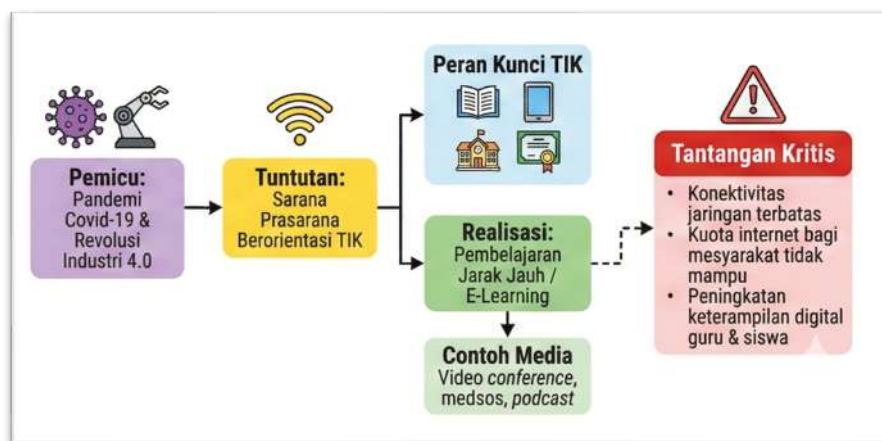 Pemicu:
Pandemi
Covid-19 &
Revolusi
Industri 4.0
Tuntutan:
Sarana
Prasarana
Berorientasi TIK
Peran Kunci TIK
Realisasi:
Pembelajaran
Jarak Jauh /
E-Learning
Contoh Media
Video conference,
medsos, podcast
Tantangan Kritis
• Konektivitas
jaringan terbatas
• Kuota internet bagi
mesyarakat tidak
mampu
• Peningkatan
keterampilan digital
guru & siswa